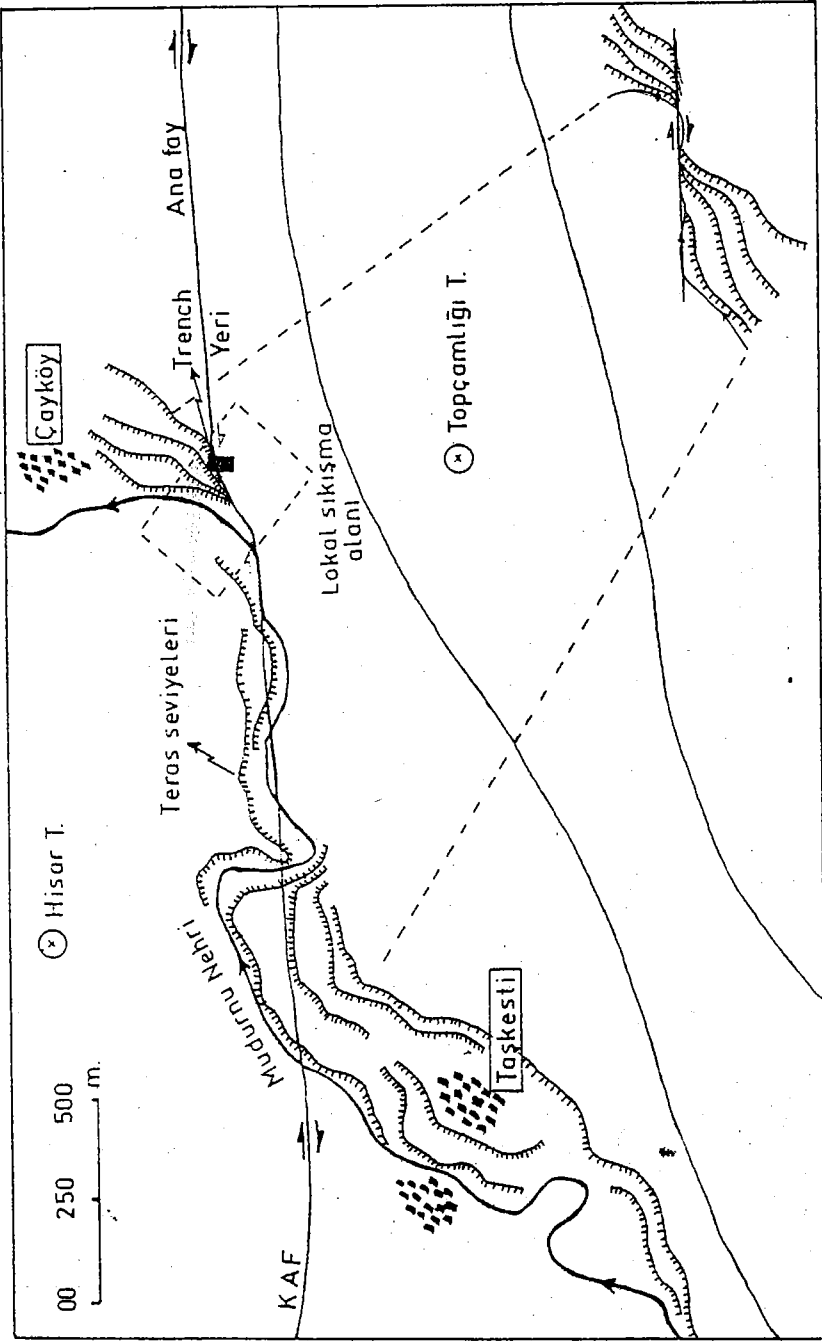 Hisar T.
Çayköy
Teras seviyeleri
Trench
Yeri
Ana fay
Mudurnu Nehri
00 250 500 m.
KAF
Lokal sıkışma
alanı
Topçamlığı T.
Taşkesti